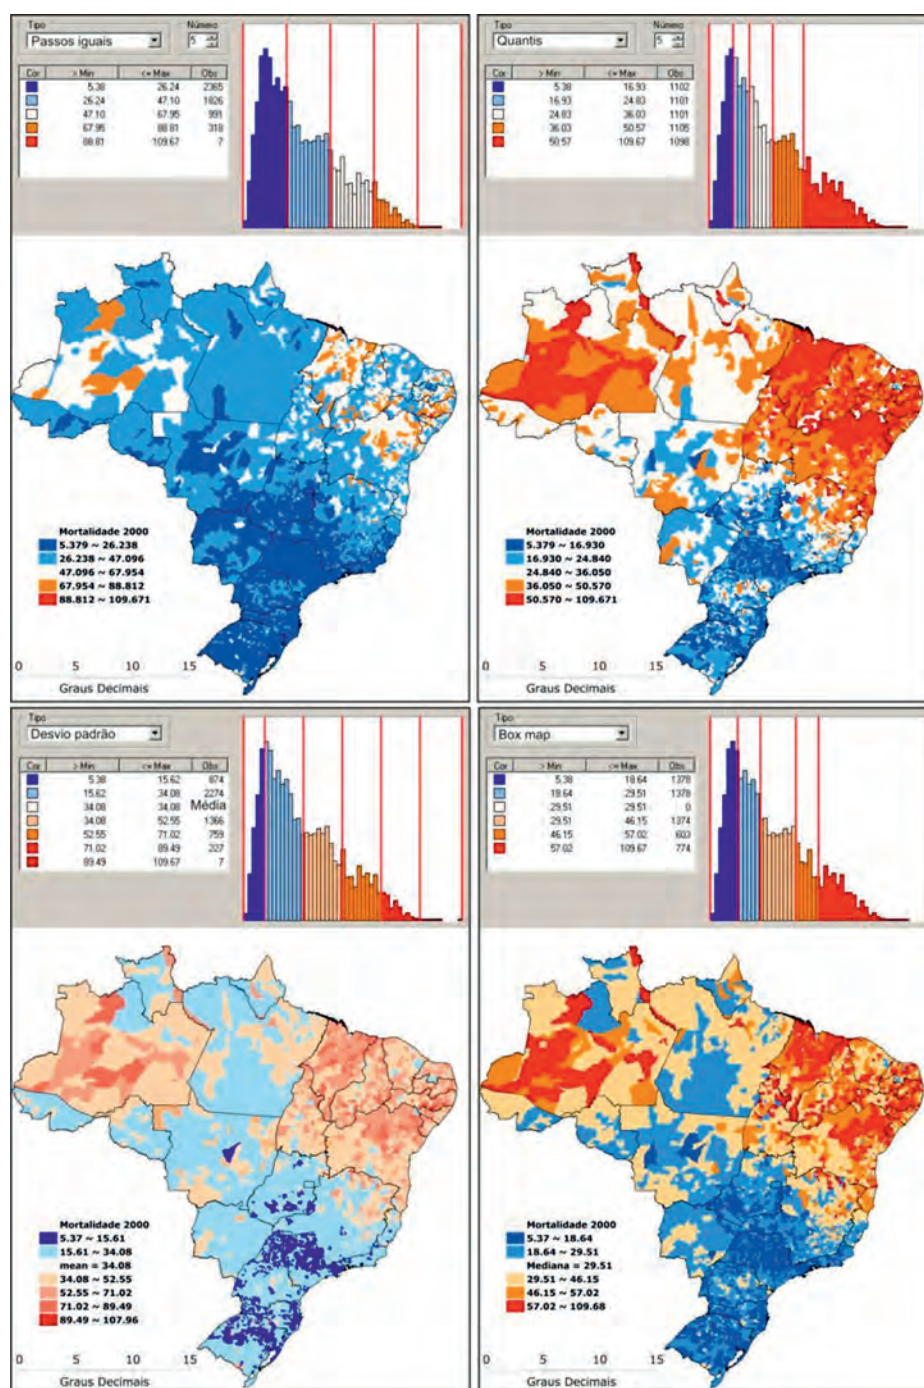 Tipo
Número
Passos iguais
5
Cor > Min <= Max Obs
5.38 26.24 2365
26.24 47.10 1826
47.10 67.95 991
67.95 88.81 318
88.81 109.67 7
Mortalidade 2000
5.379 ~ 26.238
26.238 ~ 47.096
47.096 ~ 67.954
67.954 ~ 88.812
88.812 ~ 109.671
0 5 10 15
Graus Decimais
Tipo
Número
Quantis
5
Cor > Min <= Max Obs
5.38 16.93 1102
16.93 24.83 1101
24.83 36.03 1101
36.03 50.57 1105
50.57 109.67 1098
Mortalidade 2000
5.379 ~ 16.930
16.930 ~ 24.840
24.840 ~ 36.050
36.050 ~ 50.570
50.570 ~ 109.671
0 5 10 15
Graus Decimais
Tipo
Desvio padrão
Cor > Min <= Max Obs
5.38 15.62 874
15.62 34.08 2274
34.08 34.08 Média
34.08 52.55 1366
52.55 71.02 759
71.02 89.49 227
89.49 109.67 7
Mortalidade 2000
5.37 ~ 15.61
15.61 ~ 34.08
mean = 34.08
34.08 ~ 52.55
52.55 ~ 71.02
71.02 ~ 89.49
89.49 ~ 107.96
0 5 10 15
Graus Decimais
Tipo
Box map
Cor > Min <= Max Obs
5.38 18.64 1378
18.64 29.51 1378
29.51 29.51 0
29.51 46.15 1374
46.15 57.02 603
57.02 109.67 774
Mortalidade 2000
5.37 ~ 18.64
18.64 ~ 29.51
Mediana = 29.51
29.51 ~ 46.15
46.15 ~ 57.02
57.02 ~ 109.68
0 5 10 15
Graus Decimais